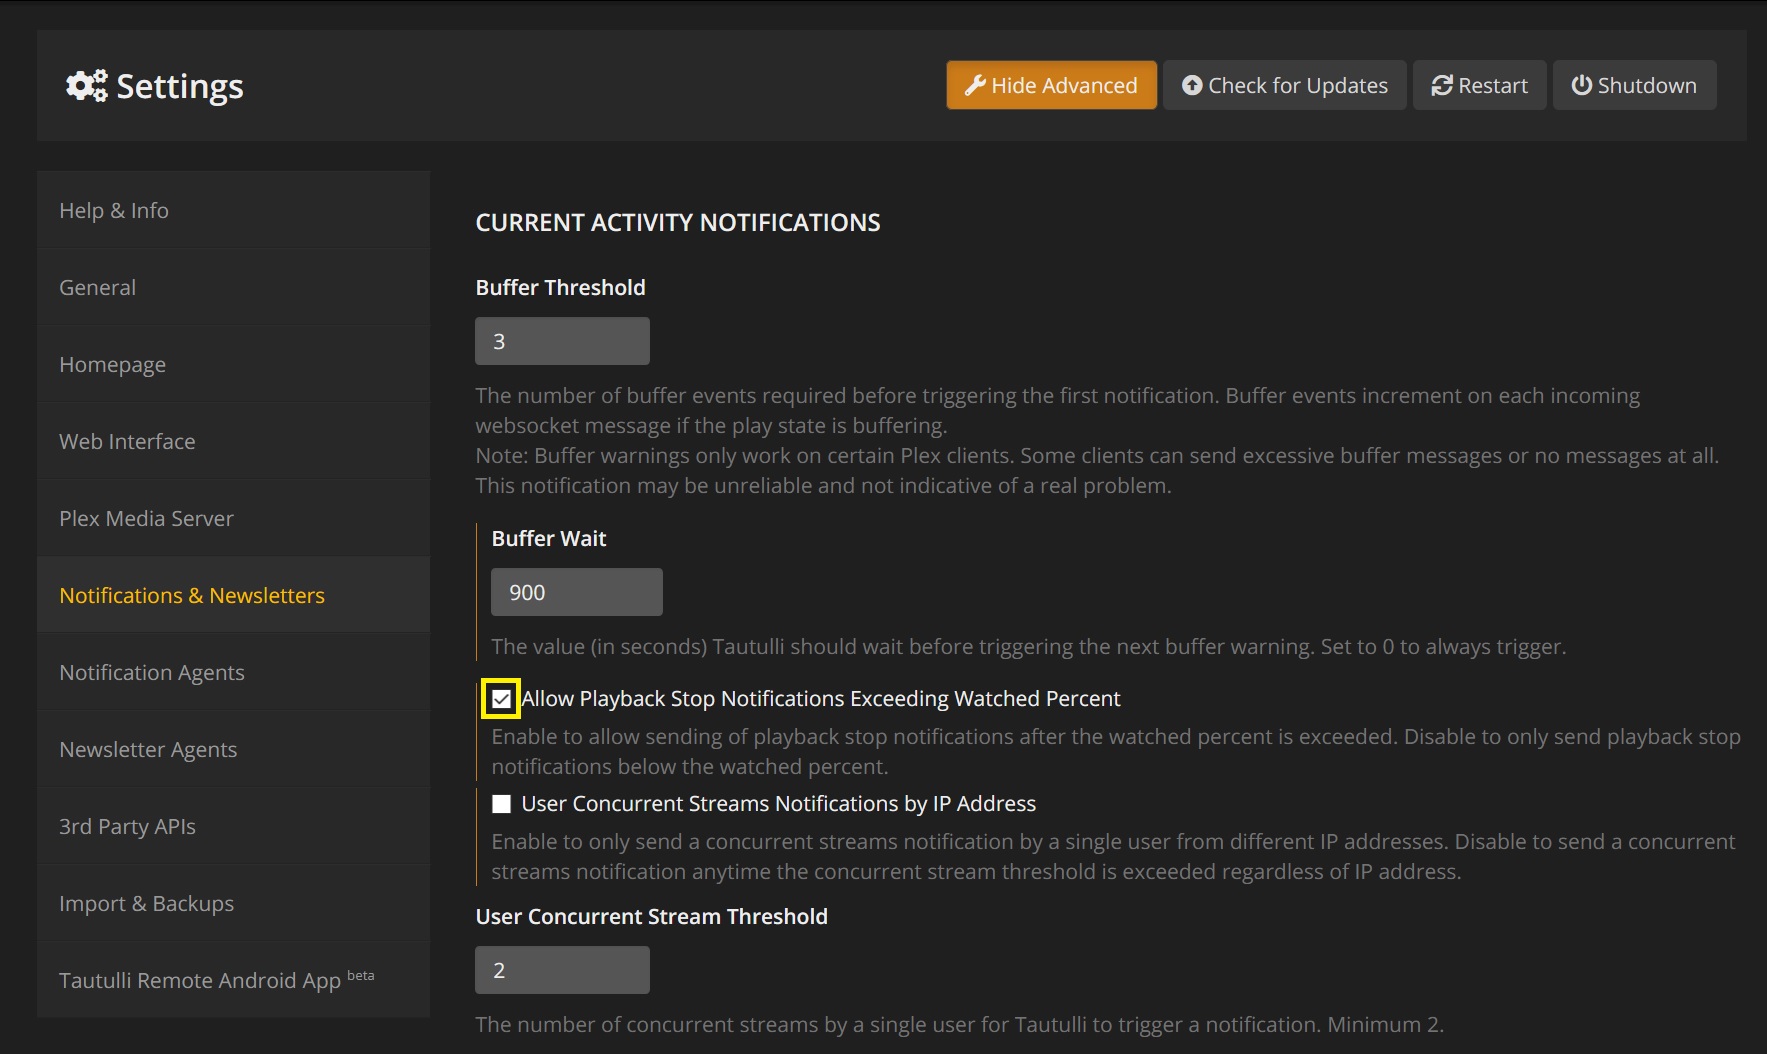 Settings
Hide Advanced
Check for Updates
Restart
Shutdown
Help & Info
General
Homepage
Web Interface
Plex Media Server
Notifications & Newsletters
Notification Agents
Newsletter Agents
3rd Party APIs
Import & Backups
Tautulli Remote Android App beta
CURRENT ACTIVITY NOTIFICATIONS
Buffer Threshold
3
The number of buffer events required before triggering the first notification. Buffer events increment on each incoming
websocket message if the play state is buffering.
Note: Buffer warnings only work on certain Plex clients. Some clients can send excessive buffer messages or no messages at all.
This notification may be unreliable and not indicative of a real problem.
Buffer Wait
900
The value (in seconds) Tautulli should wait before triggering the next buffer warning. Set to 0 to always trigger.
Allow Playback Stop Notifications Exceeding Watched Percent
Enable to allow sending of playback stop notifications after the watched percent is exceeded. Disable to only send playback stop
notifications below the watched percent.
User Concurrent Streams Notifications by IP Address
Enable to only send a concurrent streams notification by a single user from different IP addresses. Disable to send a concurrent
streams notification anytime the concurrent stream threshold is exceeded regardless of IP address.
User Concurrent Stream Threshold
2
The number of concurrent streams by a single user for Tautulli to trigger a notification. Minimum 2.